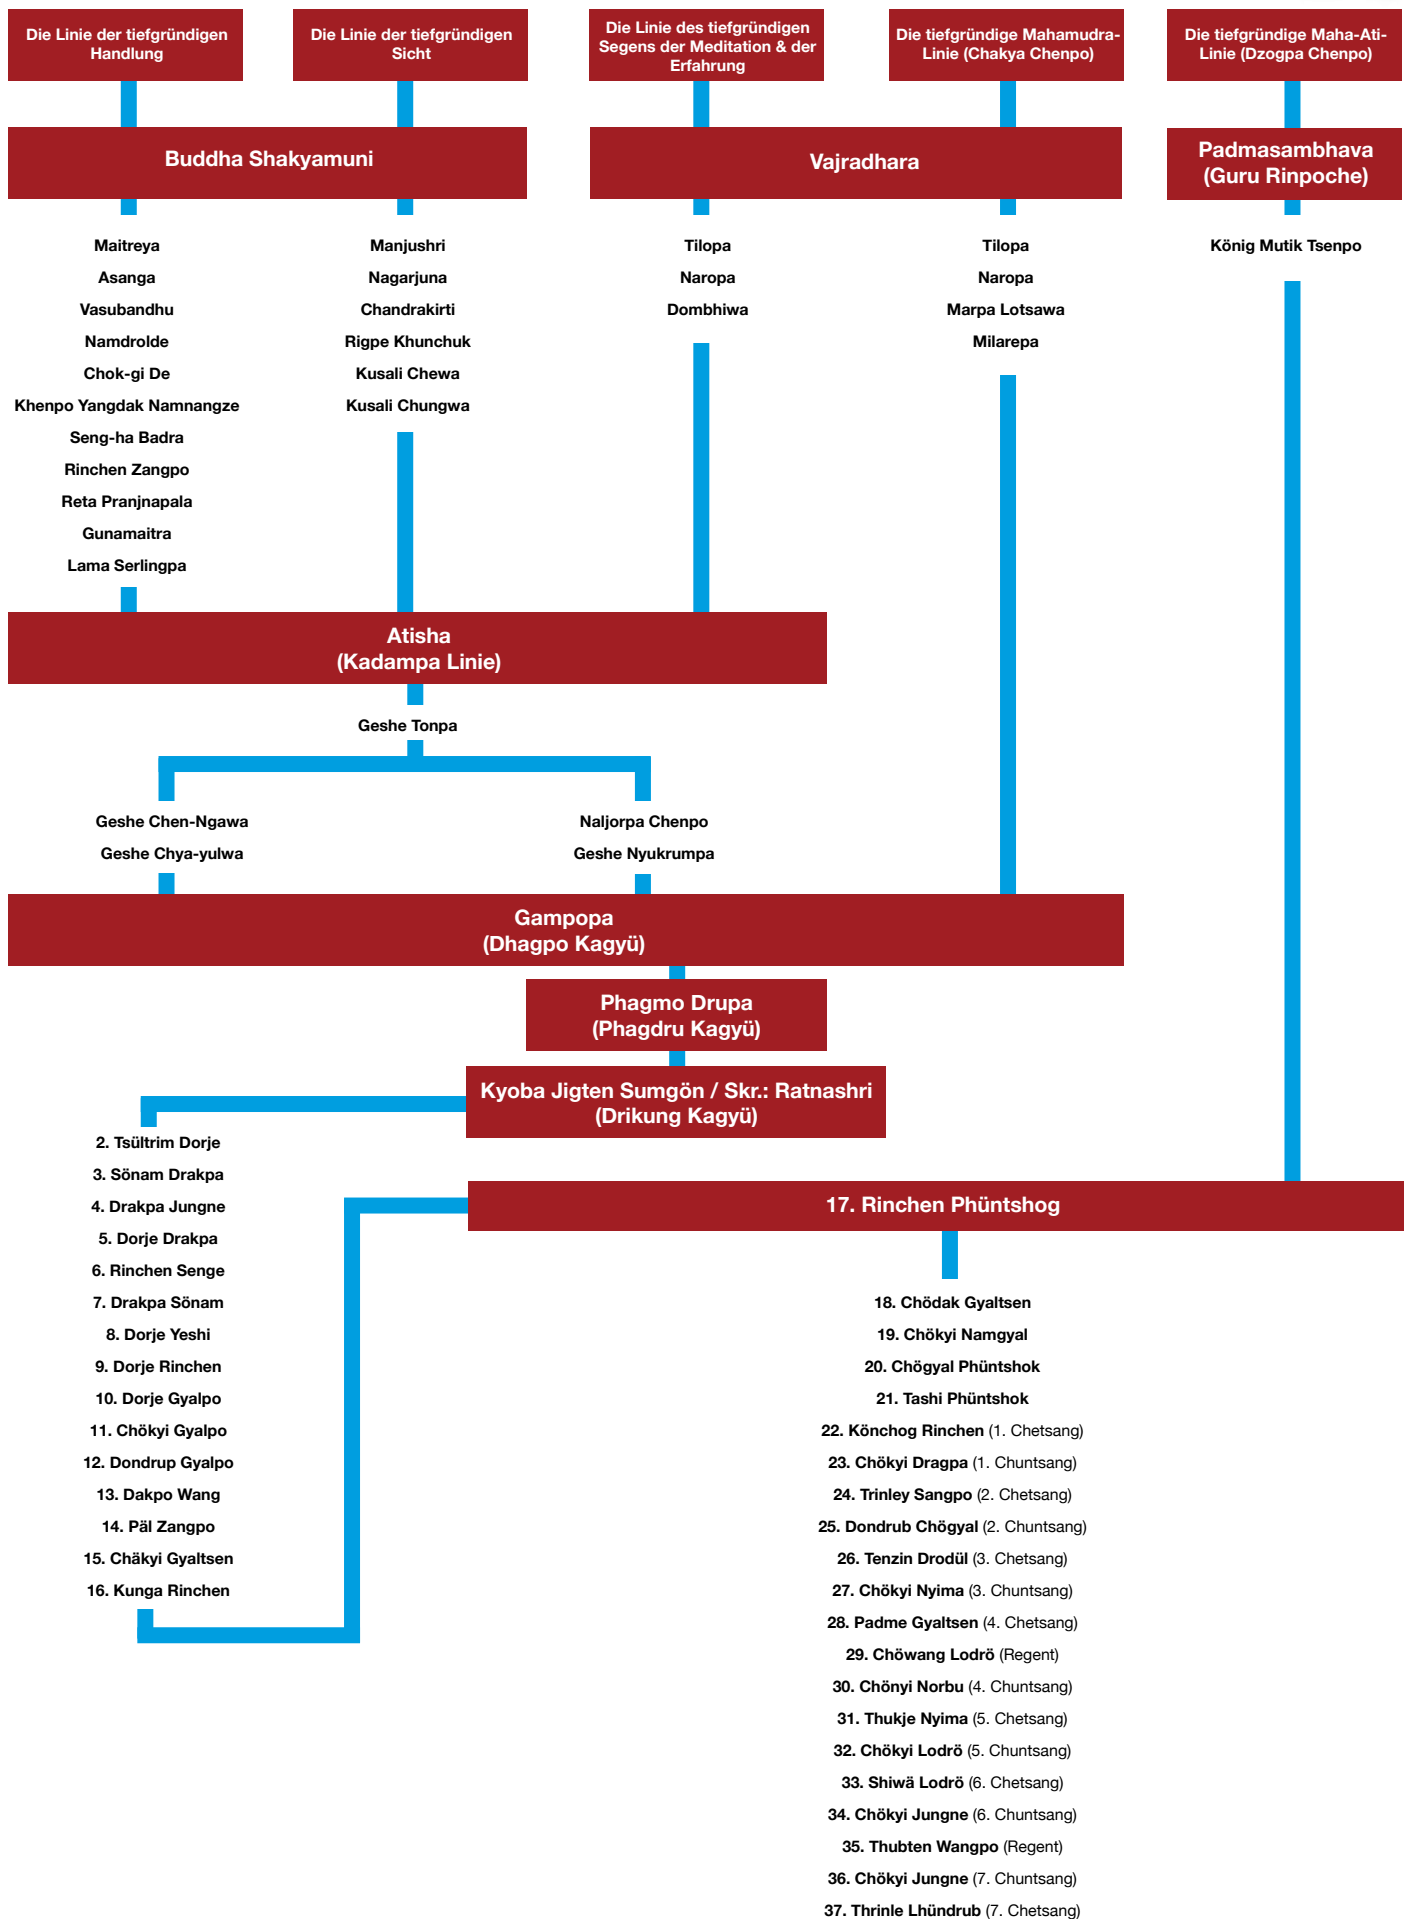 Die Linie der tiefgründigen
Handlung
Die Linie der tiefgründigen
Sicht
Die Linie des tiefgründigen
Segens der Meditation & der
Erfahrung
Die tiefgründige Mahamudra-
Linie (Chakya Chenpo)
Die tiefgründige Maha-Ati-
Linie (Dzogpa Chenpo)
Buddha Shakyamuni
Vajradhara
Padmasambhava
(Guru Rinpoche)
Maitreya
Asanga
Vasubandhu
Namdrolde
Chok-gi De
Khenpo Yangdak Namnangze
Seng-ha Badra
Rinchen Zangpo
Reta Pranjnapala
Gunamaitra
Lama Serlingpa
Manjushri
Nagarjuna
Chandrakirti
Rigpe Khunchuk
Kusali Chewa
Kusali Chungwa
Tilopa
Naropa
Dombhiwa
Tilopa
Naropa
Marpa Lotsawa
Milarepa
König Mutik Tsenpo
Atisha
(Kadampa Linie)
Geshe Tonpa
Geshe Chen-Ngawa
Geshe Chya-yulwa
Naljorpa Chenpo
Geshe Nyukrumpa
Gampopa
(Dhagpo Kagyü)
Phagmo Drupa
(Phagdru Kagyü)
Kyoba Jigten Sumgön / Skr.: Ratnashri
(Drikung Kagyü)
2. Tsültrim Dorje
3. Sönam Drakpa
4. Drakpa Jungne
5. Dorje Drakpa
6. Rinchen Senge
7. Drakpa Sönam
8. Dorje Yeshi
9. Dorje Rinchen
10. Dorje Gyalpo
11. Chökyi Gyalpo
12. Dondrup Gyalpo
13. Dakpo Wang
14. Päl Zangpo
15. Chäkyi Gyaltsen
16. Kunga Rinchen
17. Rinchen Phüntshog
18. Chödak Gyaltsen
19. Chökyi Namgyal
20. Chögyal Phüntshok
21. Tashi Phüntshok
22. Könchog Rinchen (1. Chetsang)
23. Chökyi Dragpa (1. Chuntsang)
24. Trinley Sangpo (2. Chetsang)
25. Dondrub Chögyal (2. Chuntsang)
26. Tenzin Drodül (3. Chetsang)
27. Chökyi Nyima (3. Chuntsang)
28. Padme Gyaltsen (4. Chetsang)
29. Chöwang Lodrö (Regent)
30. Chönyi Norbu (4. Chuntsang)
31. Thukje Nyima (5. Chetsang)
32. Chökyi Lodrö (5. Chuntsang)
33. Shiwä Lodrö (6. Chetsang)
34. Chökyi Jungne (6. Chuntsang)
35. Thubten Wangpo (Regent)
36. Chökyi Jungne (7. Chuntsang)
37. Thrinle Lhündrub (7. Chetsang)